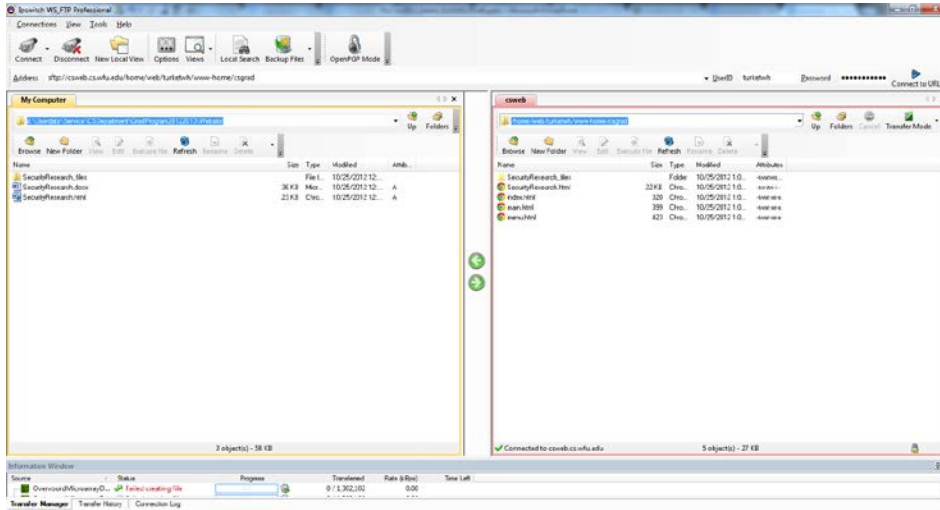 Ipswitch WS_FTP Professional
Connections View Tools Help
Connect Disconnect New Local View Options Views Local Search Backup Files OpenPGP Mode
Address sftp://csweb.cs.wfu.edu/home/web/turketwh/www-home/csgrad UserID turketwh Password •••••••••••• Connect to URL
My Computer
Up Folders
Browse New Folder View Edit Execute File Refresh Rename Delete
Name Size Type Modified Attrib...
SecurityResearch_files File f... 10/25/2012 12:...
SecurityResearch.docx 36 KB Micr... 10/25/2012 12:... A
SecurityResearch.html 23 KB Chro... 10/25/2012 12:... A
3 object(s) - 58 KB
csweb
/home/web/turketwh/www-home/csgrad
Up Folders Cancel Transfer Mode
Browse New Folder View Edit Execute File Refresh Rename Delete
Name Size Type Modified Attributes
SecurityResearch_files Folder 10/25/2012 1:0...
SecurityResearch.html 22 KB Chro... 10/25/2012 1:0...
index.html 320 Chro... 10/25/2012 1:0...
main.html 399 Chro... 10/25/2012 1:0...
menu.html 423 Chro... 10/25/2012 1:0...
Connected to csweb.cs.wfu.edu 5 object(s) - 27 KB
Information Window
Source Status Progress Transferred Rate (kBps) Time Left
Failed creating file 0 / 1,302,102 0.00
Transfer Manager Transfer History Connection Log